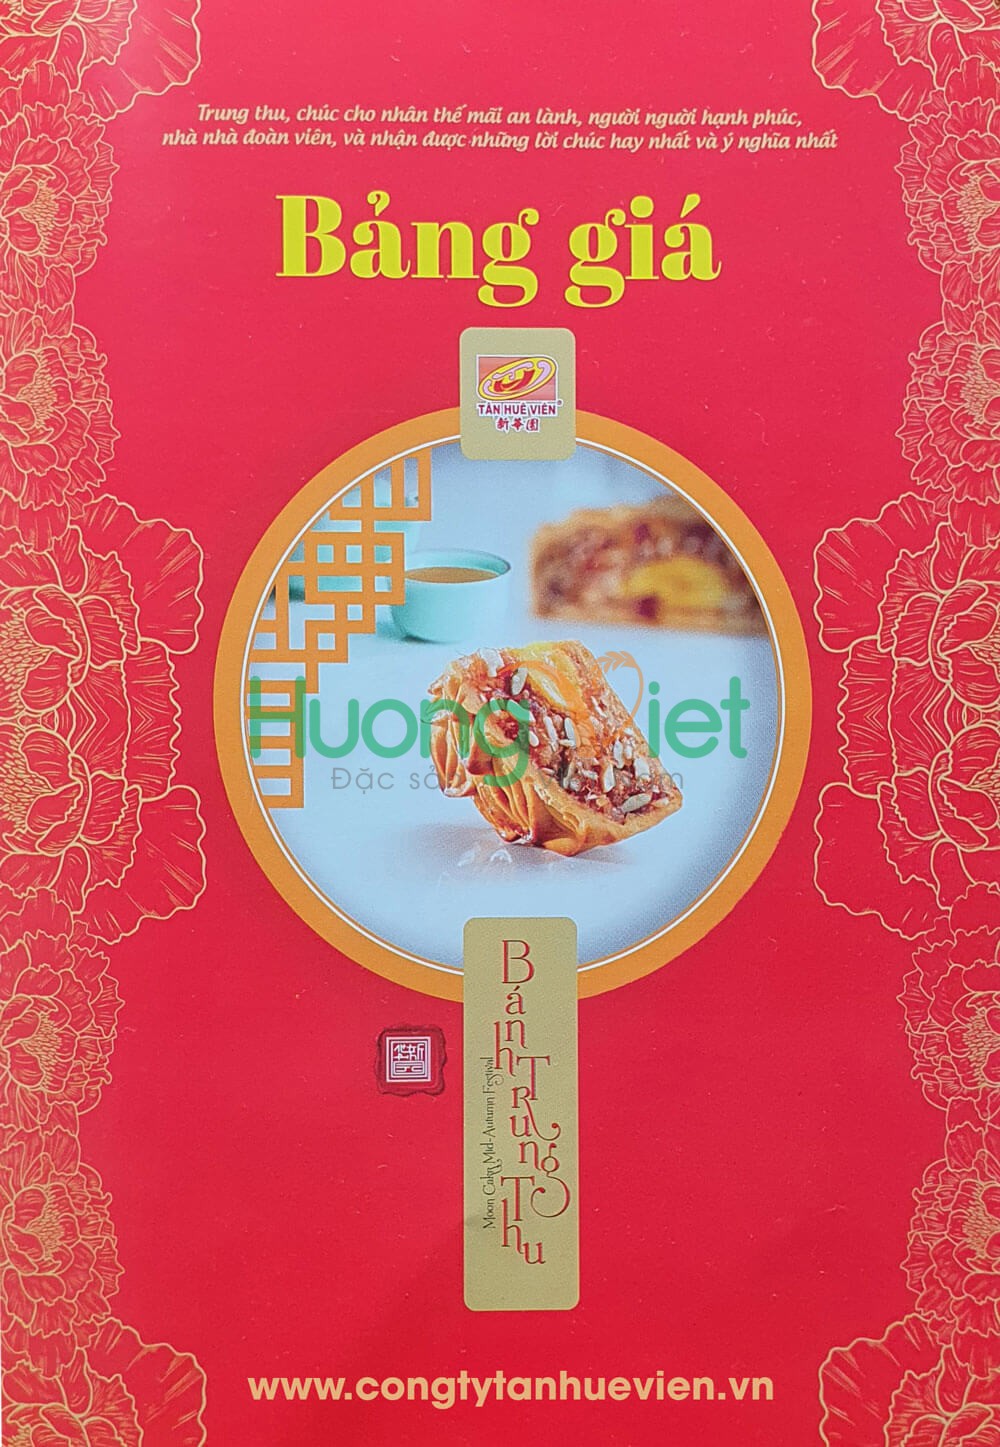 Trung thu, chúc cho nhân thế mãi an lành, người người hạnh phúc,
nhà nhà đoàn viên, và nhận được những lời chúc hay nhất và ý nghĩa nhất
Bảng giá
TÂN HUÊ VIÊN®
新華園
Huong Viet
Đặc sản
Bánh Trung Thu
Moon Cake Mid-Autumn Festival
www.congtytanhuevien.vn